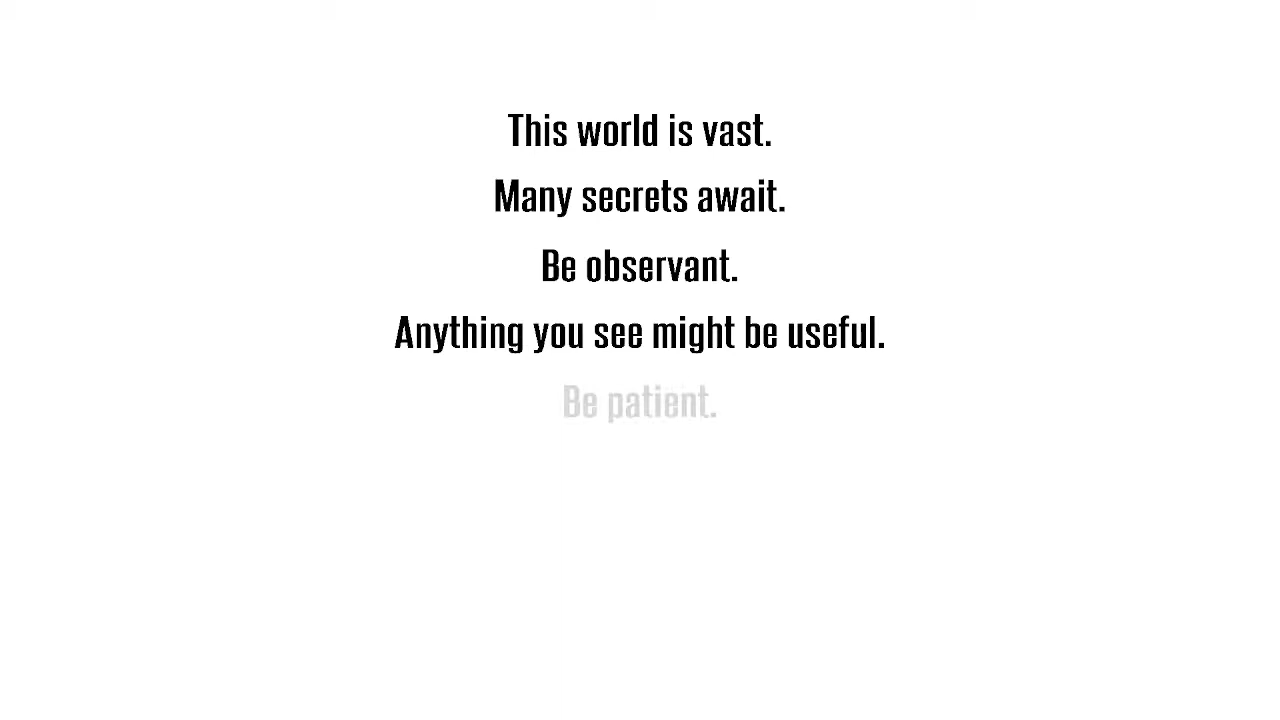 This world is vast.
Many secrets await.
Be observant.
Anything you see might be useful.
Be patient.